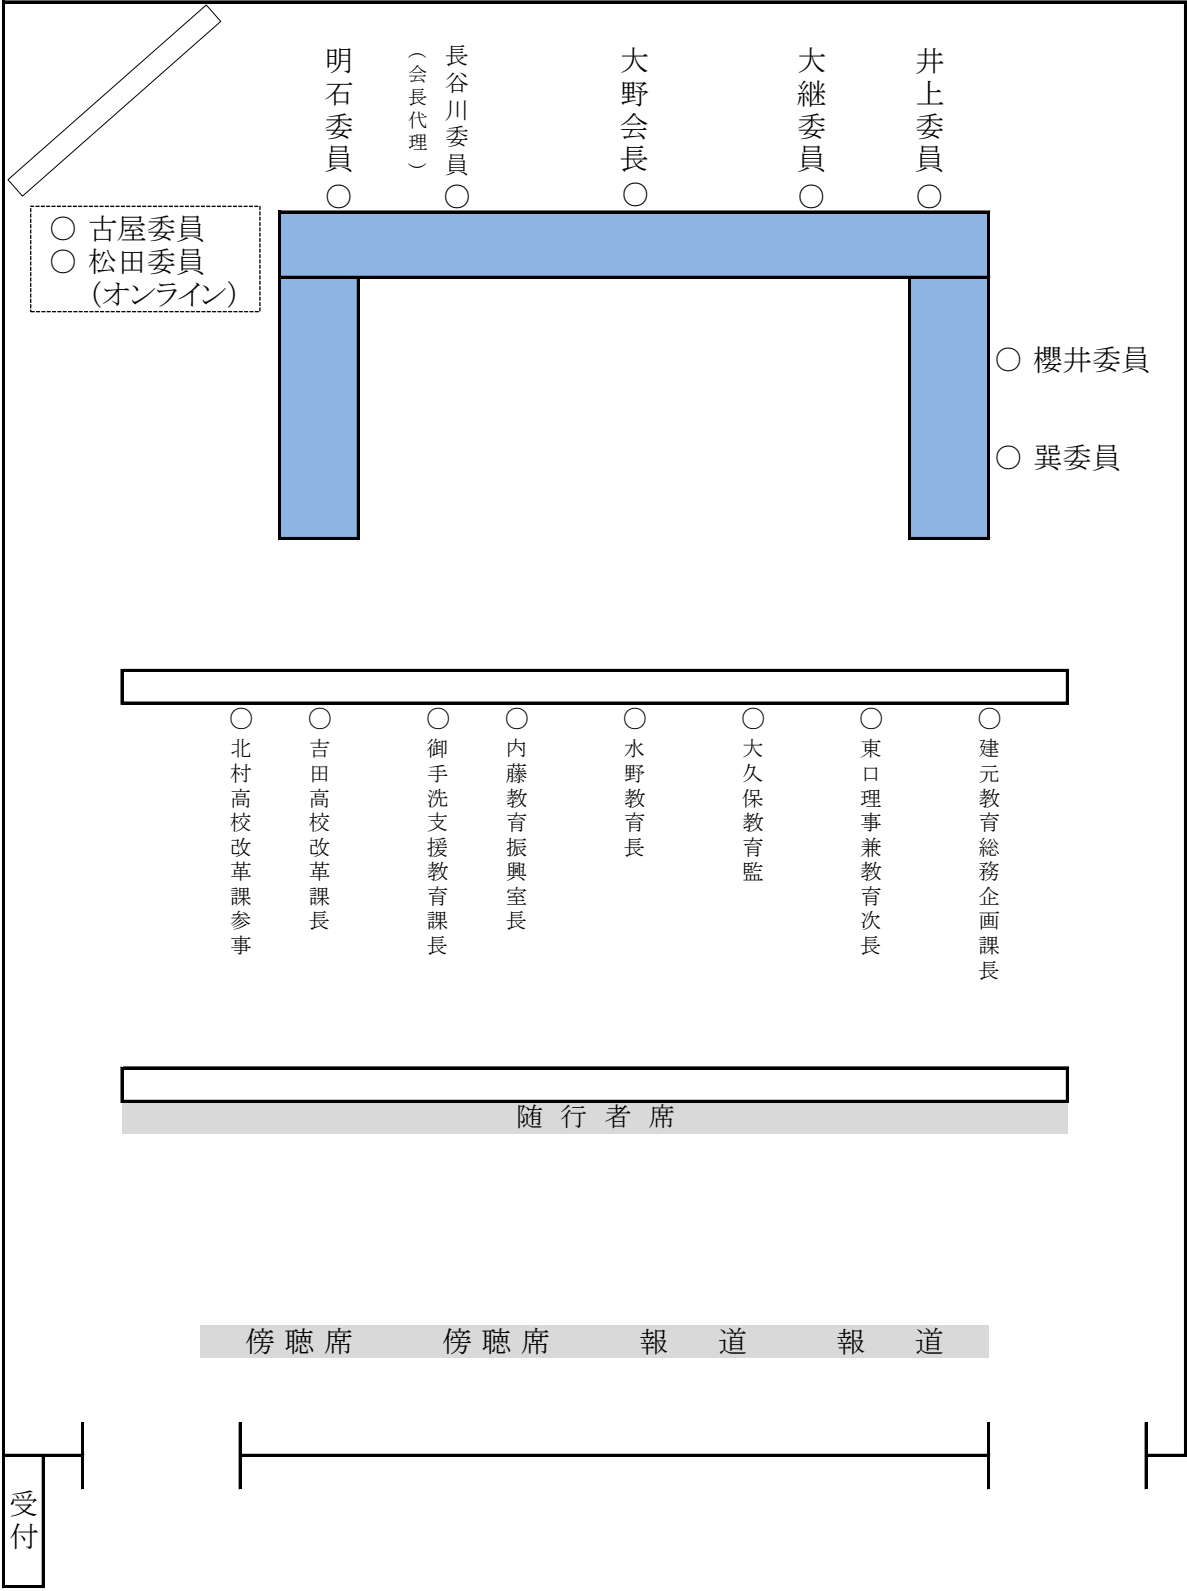 明石委員○
(会長代理)
長谷川委員○
大野会長○
大継委員○
井上委員○
○ 古屋委員
○ 松田委員
(オンライン)
○ 櫻井委員
○ 巽委員
○北村高校改革課参事
○吉田高校改革課長
○御手洗支援教育課長
○内藤教育振興室長
○水野教育長
○大久保教育監
○東口理事兼教育次長
○建元教育総務企画課長
随行者席
傍聴席 傍聴席 報道 報道
受付